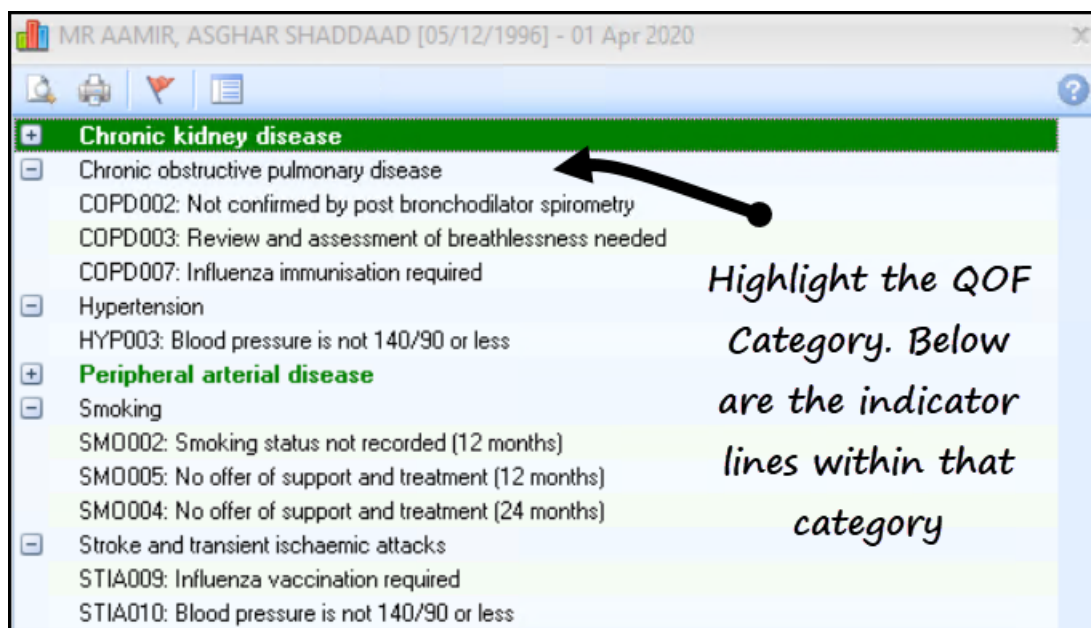 MR AAMIR, ASGHAR SHADDAAD [05/12/1996] - 01 Apr 2020
Chronic kidney disease
Chronic obstructive pulmonary disease
COPD002: Not confirmed by post bronchodilator spirometry
COPD003: Review and assessment of breathlessness needed
COPD007: Influenza immunisation required
Hypertension
HYP003: Blood pressure is not 140/90 or less
Peripheral arterial disease
Smoking
SMO002: Smoking status not recorded (12 months)
SMO005: No offer of support and treatment (12 months)
SMO004: No offer of support and treatment (24 months)
Stroke and transient ischaemic attacks
STIA009: Influenza vaccination required
STIA010: Blood pressure is not 140/90 or less
Highlight the QOF
Category. Below
are the indicator
lines within that
category